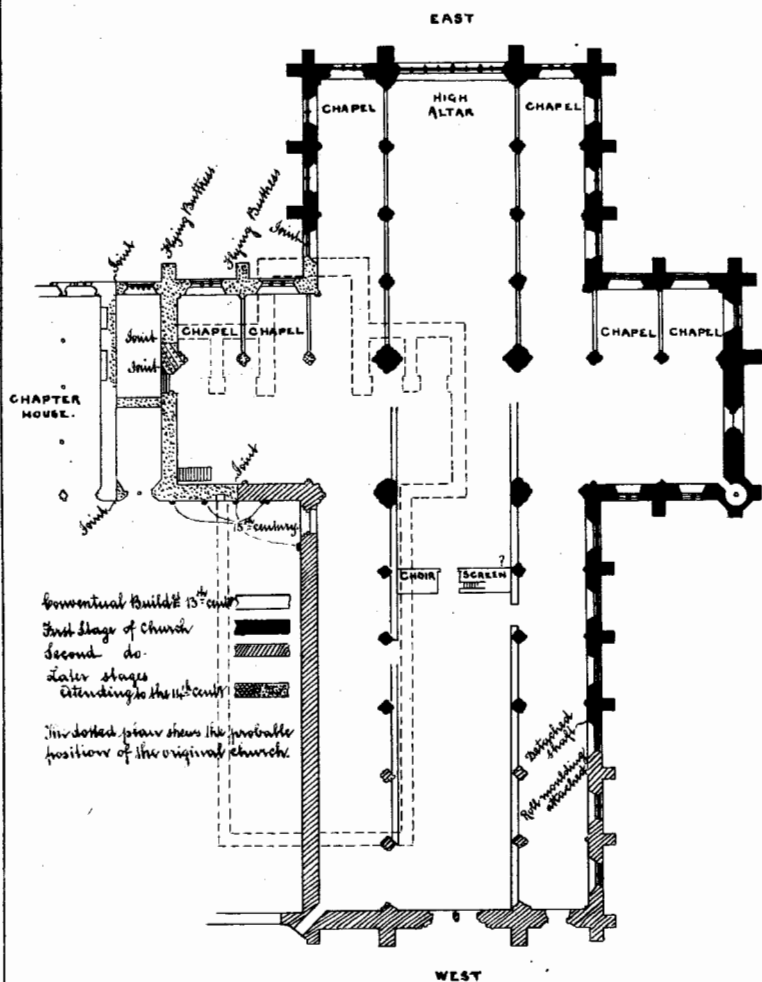 EAST
CHAPEL
HIGH
ALTAR
CHAPEL
Flying Buttress.
Flying Buttress
Joint
Joint
Joint
Joint
CHAPEL
CHAPEL
CHAPEL
CHAPEL
CHAPTER
HOUSE.
Joint
Joint
15th century
CHOIR
SCREEN
?
Conventual Build. 13th cent
First Stage of Church
Second do.
Later stages
extending to the 14th cent
The dotted plan shews the probable
position of the original church.
Detached
shaft
Roll moulding
attached
WEST